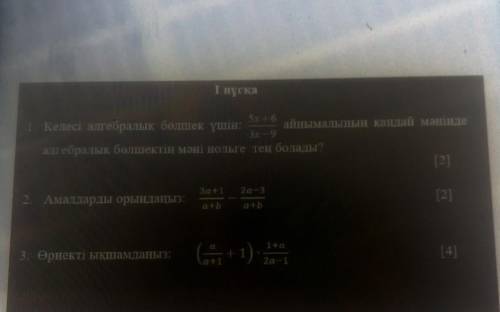 І нұсқа
1. Келесі алгебралық бөлшек үшін: (5x+6)/(3x−9) айнымалының қандай мәнінде
алгебралық бөлшектің мәні нольге тең болады?
[2]
2. Амалдарды орындаңыз: (3a+1)/(a+b) − (2a−3)/(a+b) [2]
3. Өрнекті ықшамдаңыз: (a/(a+1) + 1) · (1+a)/(2a−1) [4]